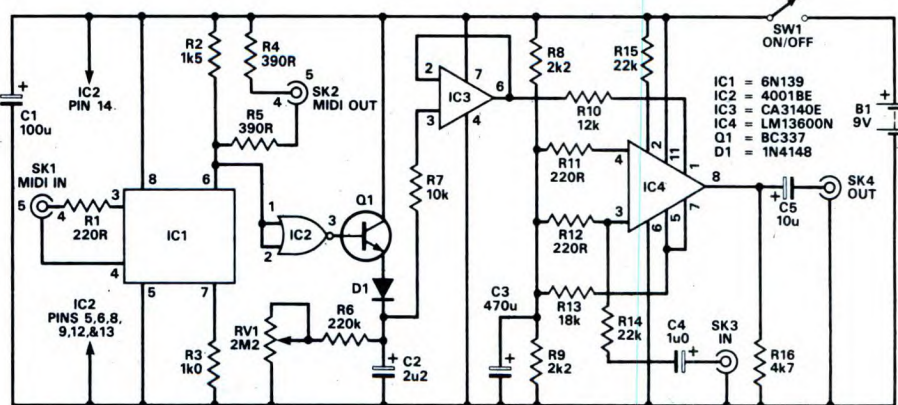 SW1
ON/OFF
R2
1k5
R4
390R
5
4
SK2
MIDI OUT
R5
390R
R8
2k2
R15
22k
IC2
PIN 14
C1
100u
+
2
3
IC3
7
6
4
R10
12k
IC1 = 6N139
IC2 = 4001BE
IC3 = CA3140E
IC4 = LM13600N
Q1 = BC337
D1 = 1N4148
B1
9V
+
SK1
MIDI IN
5
4
R1
220R
3
8
6
IC1
4
5
7
1
2
IC2
3
Q1
R7
10k
R11
220R
R12
220R
4
3
IC4
2
11
1
8
6
5
7
+
C5
10u
SK4
OUT
D1
IC2
PINS 5,6,8,
9,12,&13
R3
1k0
RV1
2M2
R6
220k
+
C2
2u2
C3
470u
+
R13
18k
R9
2k2
R14
22k
C4
1u0
+
SK3
IN
R16
4k7